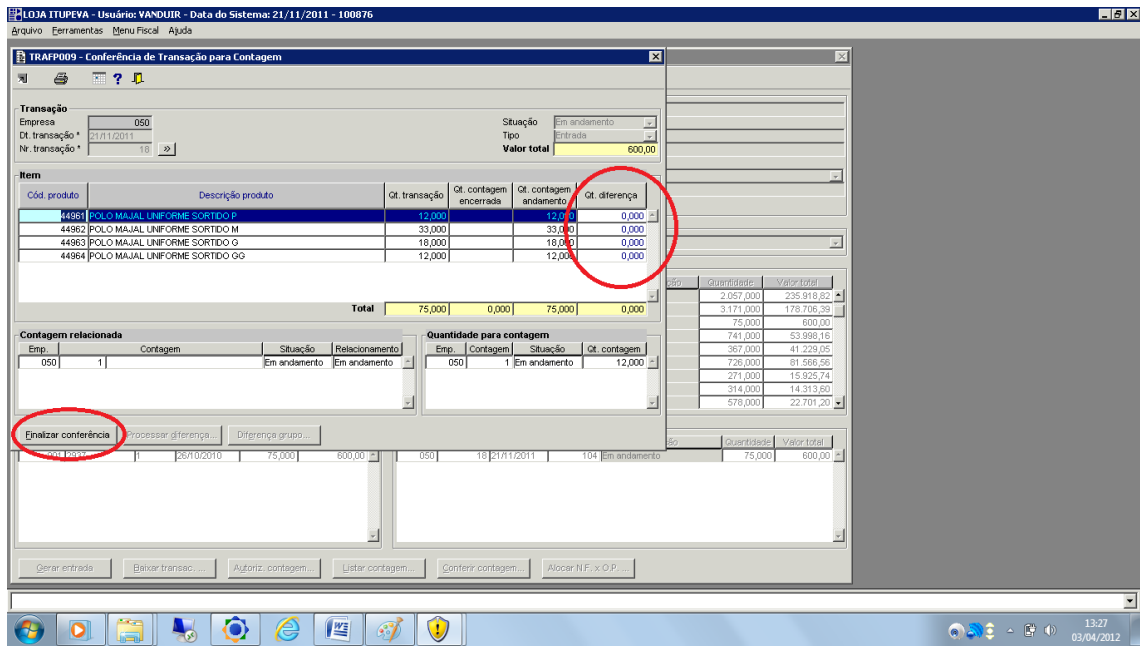 LOJA ITUPEVA - Usuário: VANDUIR - Data do Sistema: 21/11/2011 - 100876
Arquivo Ferramentas Menu Fiscal Ajuda
TRAFP009 - Conferência de Transação para Contagem
Transação
Empresa 050 Situação Em andamento
Dt. transação * 21/11/2011 Tipo Entrada
Nr. transação * 18 » Valor total 600,00
Item
Cód. produto Descrição produto Qt. transação Qt. contagem encerrada Qt. contagem andamento Qt. diferença
44961 POLO MAJAL UNIFORME SORTIDO P 12,000 12,000 0,000
44962 POLO MAJAL UNIFORME SORTIDO M 33,000 33,000 0,000
44963 POLO MAJAL UNIFORME SORTIDO G 18,000 18,000 0,000
44964 POLO MAJAL UNIFORME SORTIDO GG 12,000 12,000 0,000
Total 75,000 0,000 75,000 0,000
Quantidade Valor total
2.057,000 235.918,82
3.171,000 178.706,39
75,000 600,00
741,000 53.998,16
367,000 41.229,05
726,000 81.566,56
271,000 15.925,74
314,000 14.313,60
578,000 22.701,20
Contagem relacionada Quantidade para contagem
Emp. Contagem Situação Relacionamento Emp. Contagem Situação Qt. contagem
050 1 Em andamento Em andamento 050 1 Em andamento 12,000
Finalizar conferência Processar diferença... Diferença grupo...
Quantidade Valor total
1 26/10/2010 75,000 600,00 050 18 21/11/2011 104 Em andamento 75,000 600,00
Gerar entrada Baixar transac. ... Autoriz. contagem... Listar contagem... Conferir contagem... Alocar N.F. x O.P. ...
13:27
03/04/2012